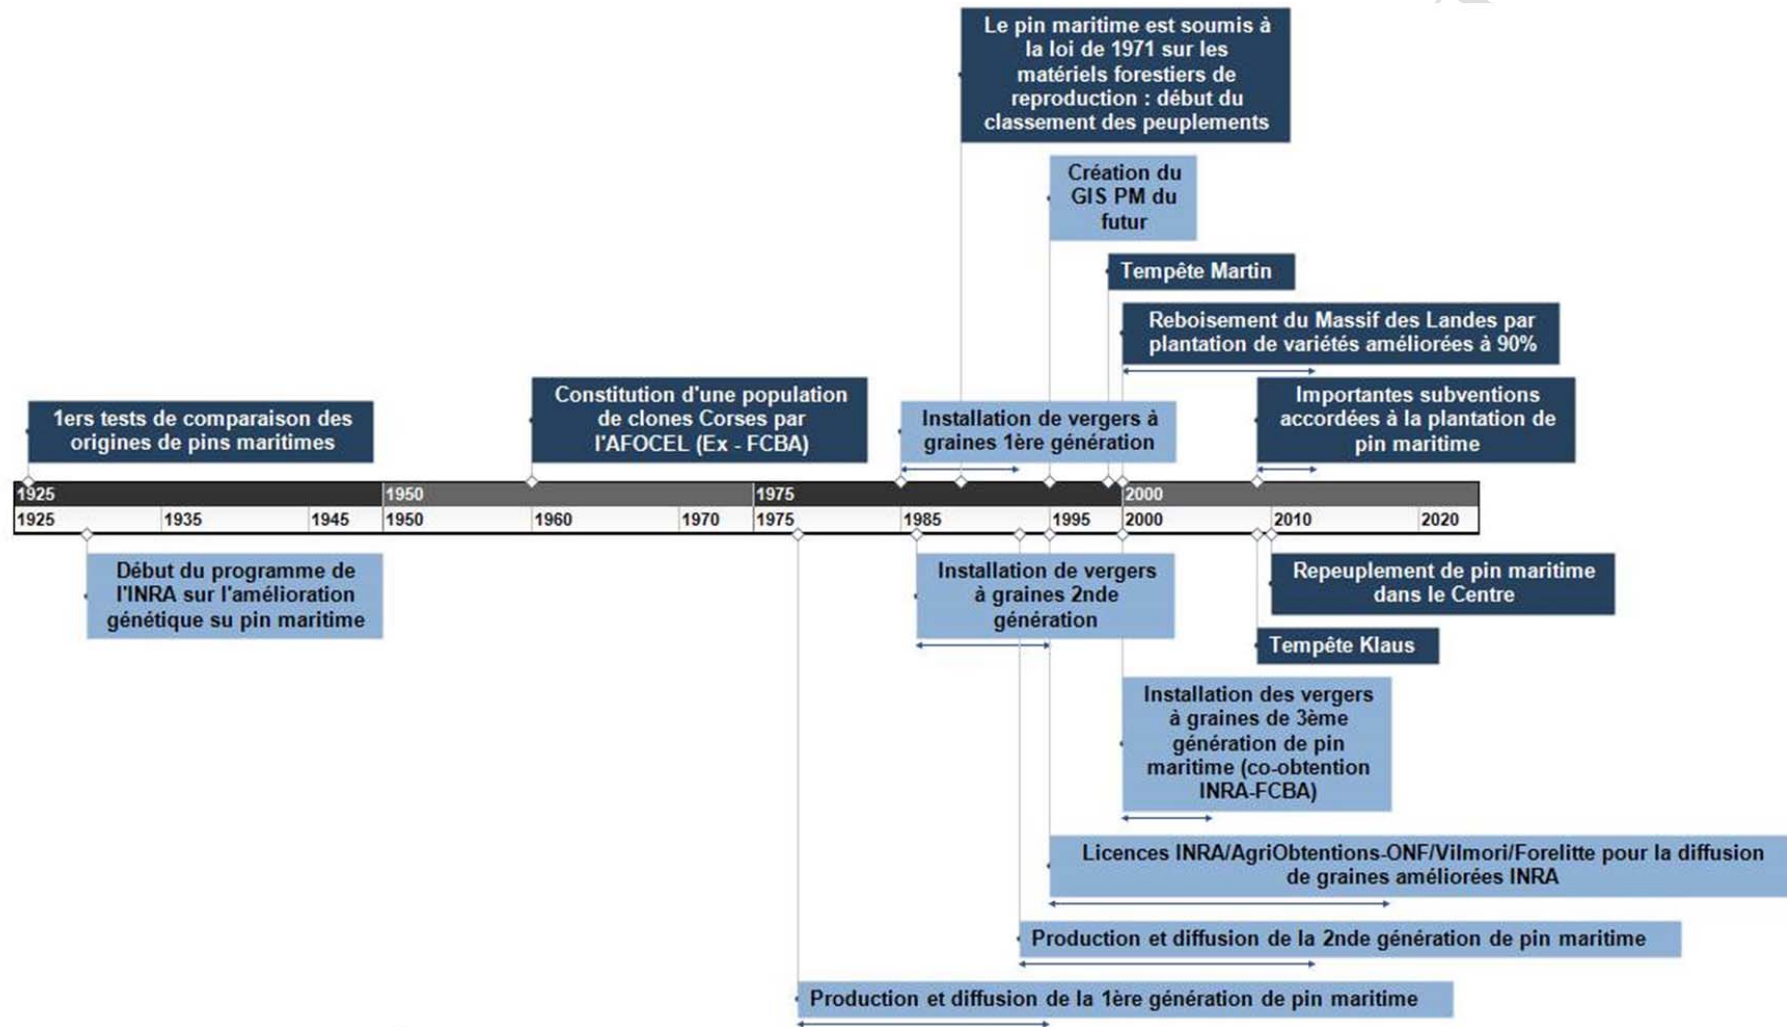 Le pin maritime est soumis à
la loi de 1971 sur les
matériels forestiers de
reproduction : début du
classement des peuplements
Création du
GIS PM du
futur
Tempête Martin
Reboisement du Massif des Landes par
plantation de variétés améliorées à 90%
1ers tests de comparaison des
origines de pins maritimes
Constitution d'une population
de clones Corses par
l'AFOCEL (Ex - FCBA)
Installation de vergers à
graines 1ère génération
Importantes subventions
accordées à la plantation de
pin maritime
1925 1950 1975 2000
1925 1935 1945 1950 1960 1970 1975 1985 1995 2000 2010 2020
Début du programme de
l'INRA sur l'amélioration
génétique su pin maritime
Installation de vergers
à graines 2nde
génération
Repeuplement de pin maritime
dans le Centre
Tempête Klaus
Installation des vergers
à graines de 3ème
génération de pin
maritime (co-obtention
INRA-FCBA)
Licences INRA/AgriObtentions-ONF/Vilmori/Forelitte pour la diffusion
de graines améliorées INRA
Production et diffusion de la 2nde génération de pin maritime
Production et diffusion de la 1ère génération de pin maritime